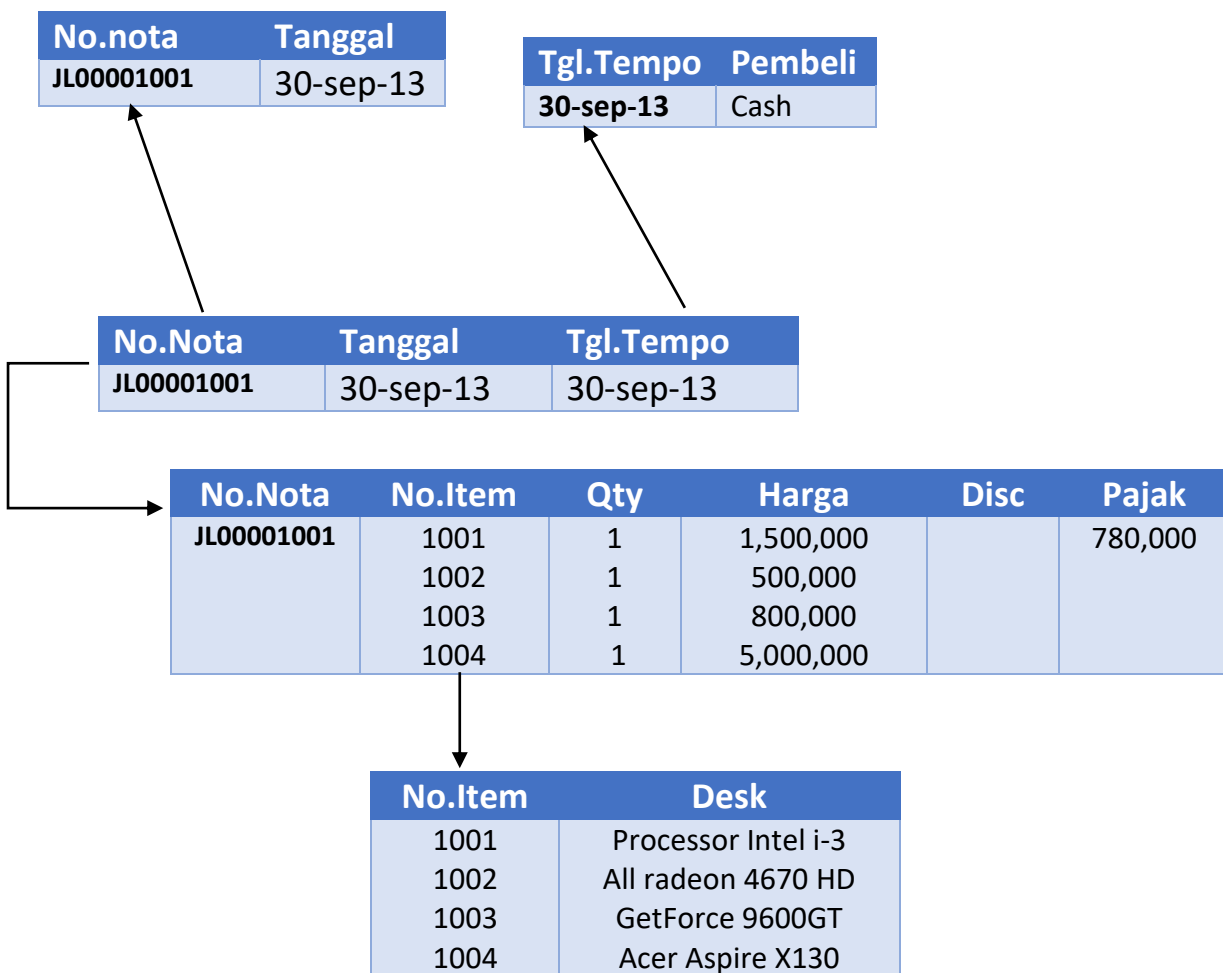 No.nota Tanggal
JL00001001 30-sep-13
Tgl.Tempo Pembeli
30-sep-13 Cash
No.Nota Tanggal Tgl.Tempo
JL00001001 30-sep-13 30-sep-13
No.Nota No.Item Qty Harga Disc Pajak
JL00001001 1001 1 1,500,000 780,000
1002 1 500,000
1003 1 800,000
1004 1 5,000,000
No.Item Desk
1001 Processor Intel i-3
1002 All radeon 4670 HD
1003 GetForce 9600GT
1004 Acer Aspire X130